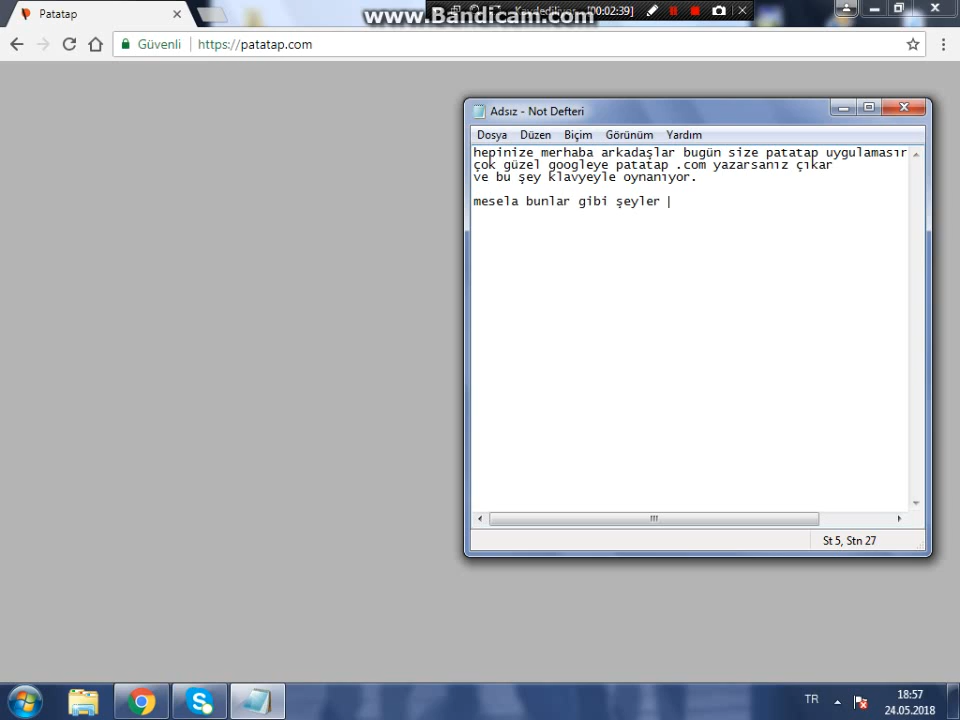 Patatap
www.Bandicam.com
[00:02:39]
Güvenli
https://patatap.com
Adsız - Not Defteri
Dosya Düzen Biçim Görünüm Yardım
hepinize merhaba arkadaşlar bugün size patatap
çok güzel googleye patatap .com yazarsanız çıkar
ve bu şey klavyeyle oynanıyor.
mesela bunlar gibi şeyler
St 5, Stn 27
TR
18:57
24.05.2018